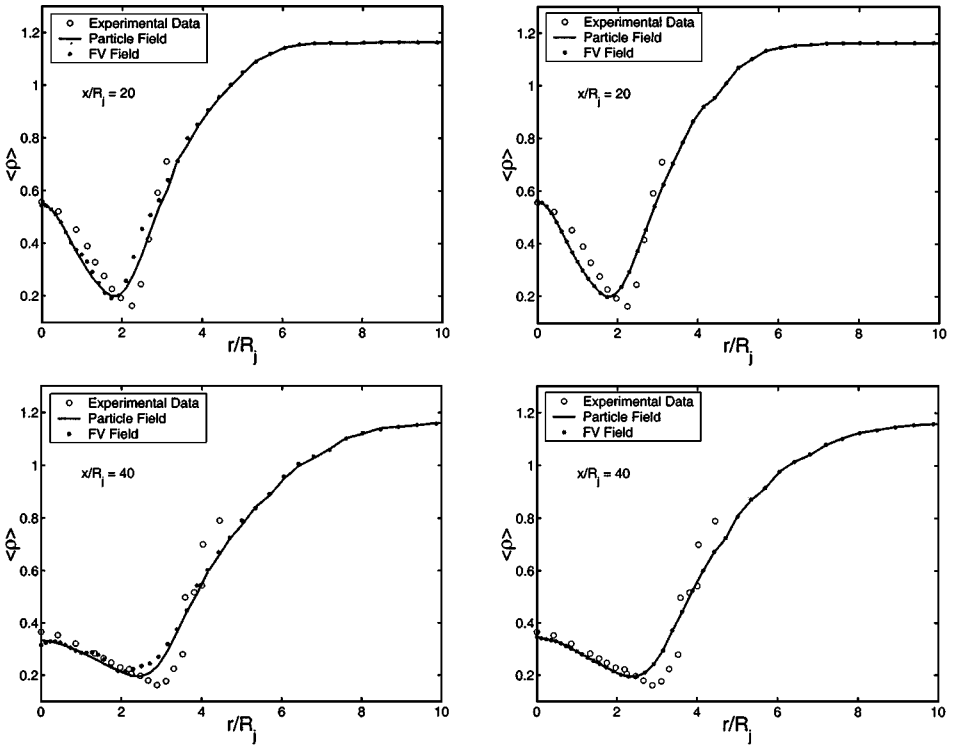 1.2
1
0.8
0.6
0.4
0.2
<ρ>
Experimental Data
Particle Field
FV Field
x/Rj = 20
0 2 4 6 8 10
r/Rj
1.2
1
0.8
0.6
0.4
0.2
<ρ>
Experimental Data
Particle Field
FV Field
x/Rj = 20
0 2 4 6 8 10
r/Rj
1.2
1
0.8
0.6
0.4
0.2
<ρ>
Experimental Data
Particle Field
FV Field
x/Rj = 40
0 2 4 6 8 10
r/Rj
1.2
1
0.8
0.6
0.4
0.2
<ρ>
Experimental Data
Particle Field
FV Field
x/Rj = 40
0 2 4 6 8 10
r/Rj